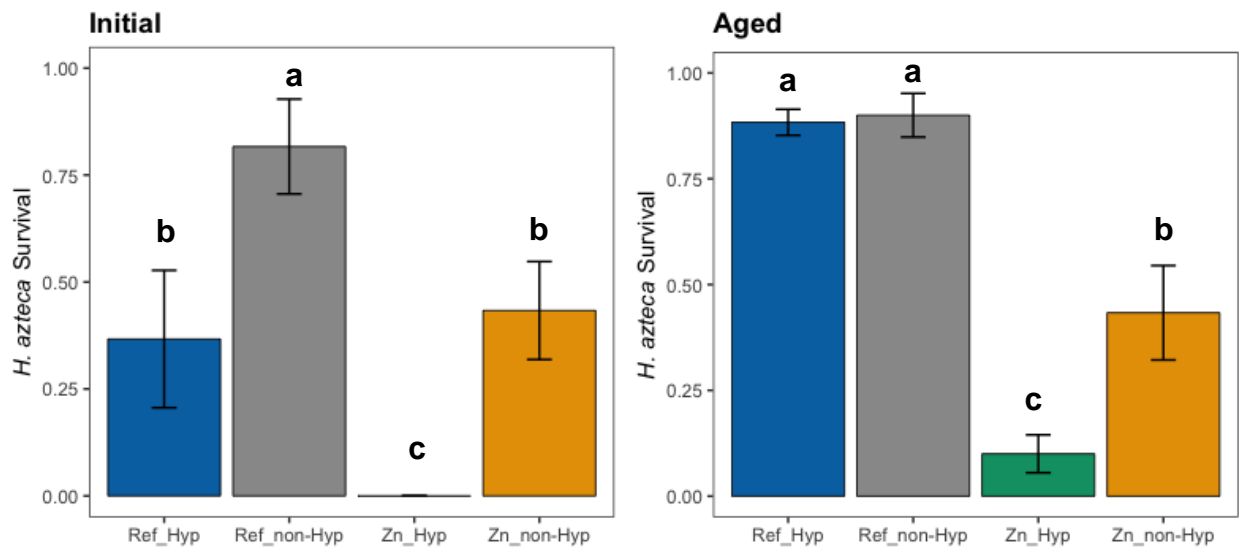 Initial
H. azteca Survival
1.00
0.75
0.50
0.25
0.00
b
a
c
b
Ref_Hyp Ref_non-Hyp Zn_Hyp Zn_non-Hyp
Aged
H. azteca Survival
1.00
0.75
0.50
0.25
0.00
a
a
c
b
Ref_Hyp Ref_non-Hyp Zn_Hyp Zn_non-Hyp